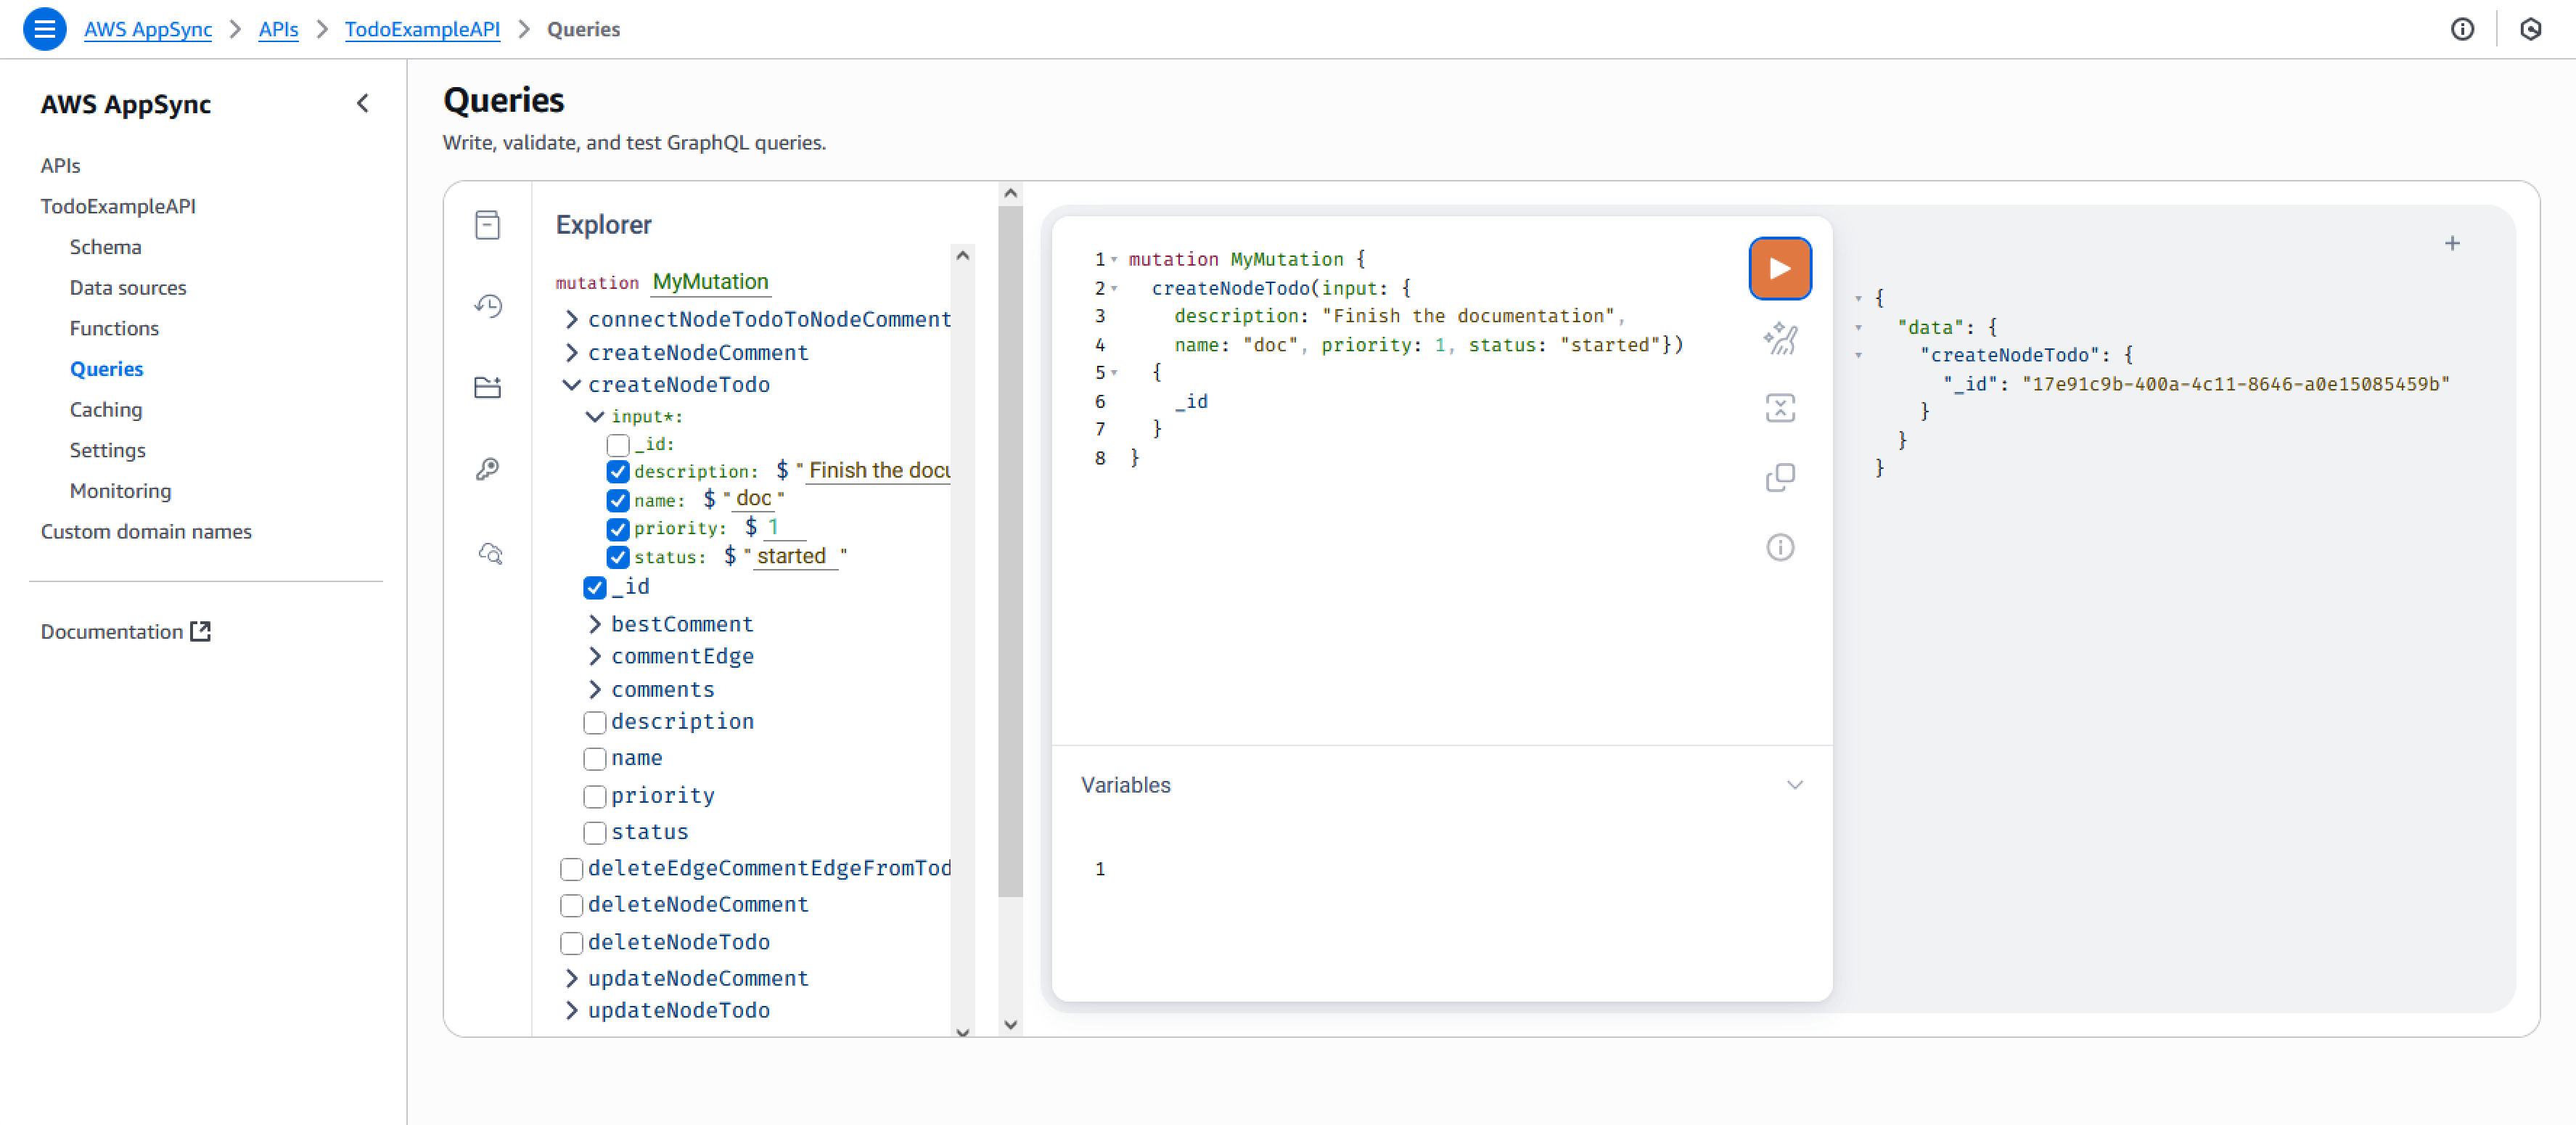 AWS AppSync > APIs > TodoExampleAPI > Queries
AWS AppSync
APIs
TodoExampleAPI
Schema
Data sources
Functions
Queries
Caching
Settings
Monitoring
Custom domain names
Documentation
Queries
Write, validate, and test GraphQL queries.
Explorer
mutation MyMutation
connectNodeTodoToNodeComment
createNodeComment
createNodeTodo
input*:
_id:
description: $ " Finish the docu
name: $ " doc "
priority: $ 1
status: $ " started "
_id
bestComment
commentEdge
comments
description
name
priority
status
deleteEdgeCommentEdgeFromTod
deleteNodeComment
deleteNodeTodo
updateNodeComment
updateNodeTodo
1 mutation MyMutation {
2 createNodeTodo(input: {
3 description: "Finish the documentation",
4 name: "doc", priority: 1, status: "started"})
5 {
6 _id
7 }
8 }
Variables
1
{
"data": {
"createNodeTodo": {
"_id": "17e91c9b-400a-4c11-8646-a0e15085459b"
}
}
}